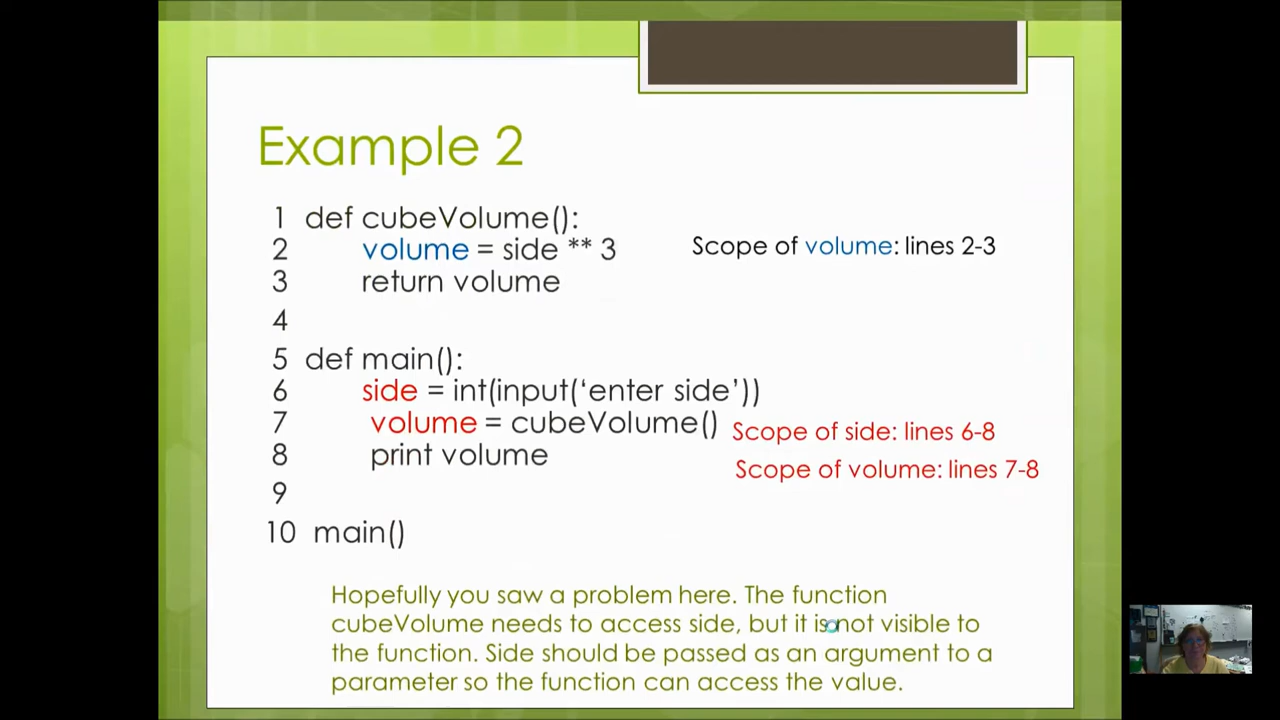 Example 2
1 def cubeVolume():
2 volume = side ** 3
Scope of volume: lines 2-3
3 return volume
4
5 def main():
6 side = int(input(‘enter side’))
7 volume = cubeVolume()
Scope of side: lines 6-8
8 print volume
Scope of volume: lines 7-8
9
10 main()
Hopefully you saw a problem here. The function
cubeVolume needs to access side, but it is not visible to
the function. Side should be passed as an argument to a
parameter so the function can access the value.